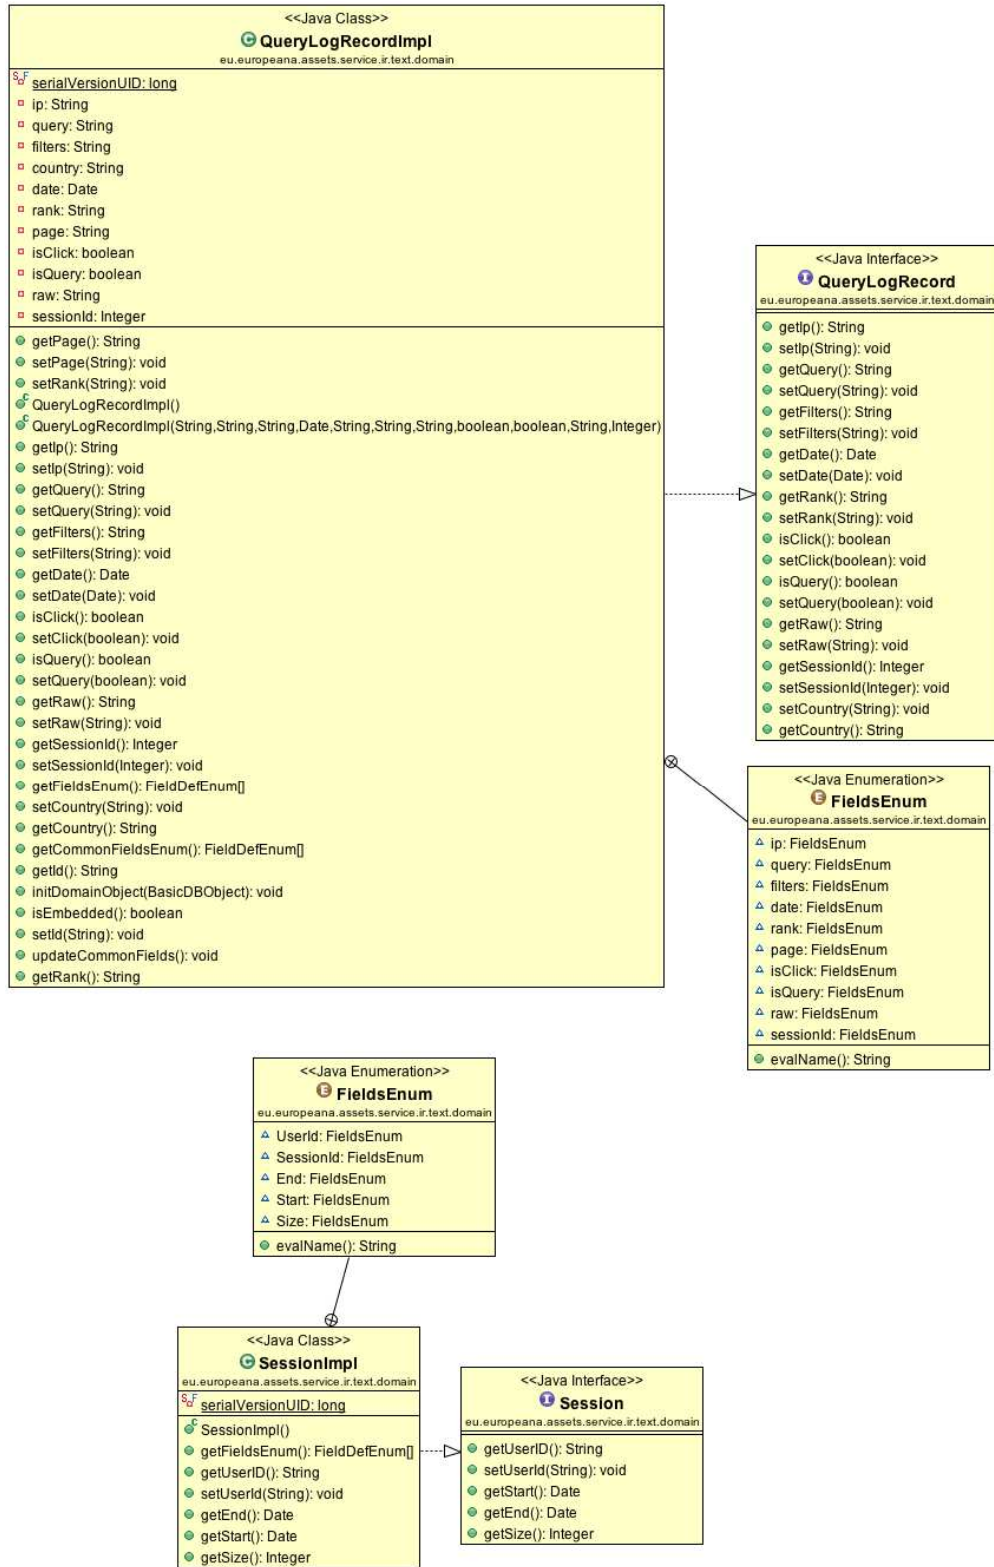 <<Java Class>>
QueryLogRecordImpl
eu.europeana.assets.service.ir.text.domain
serialVersionUID: long
ip: String
query: String
filters: String
country: String
date: Date
rank: String
page: String
isClick: boolean
isQuery: boolean
raw: String
sessionId: Integer
getPage(): String
setPage(String): void
setRank(String): void
QueryLogRecordImpl()
QueryLogRecordImpl(String,String,String,Date,String,String,String,boolean,boolean,String,Integer)
getIp(): String
setIp(String): void
getQuery(): String
setQuery(String): void
getFilters(): String
setFilters(String): void
getDate(): Date
setDate(Date): void
isClick(): boolean
setClick(boolean): void
isQuery(): boolean
setQuery(boolean): void
getRaw(): String
setRaw(String): void
getSessionId(): Integer
setSessionId(Integer): void
getFieldsEnum(): FieldDefEnum[]
setCountry(String): void
getCountry(): String
getCommonFieldsEnum(): FieldDefEnum[]
getId(): String
initDomainObject(BasicDBObject): void
isEmbedded(): boolean
setId(String): void
updateCommonFields(): void
getRank(): String
<<Java Interface>>
QueryLogRecord
eu.europeana.assets.service.ir.text.domain
getIp(): String
setIp(String): void
getQuery(): String
setQuery(String): void
getFilters(): String
setFilters(String): void
getDate(): Date
setDate(Date): void
getRank(): String
setRank(String): void
isClick(): boolean
setClick(boolean): void
isQuery(): boolean
setQuery(boolean): void
getRaw(): String
setRaw(String): void
getSessionId(): Integer
setSessionId(Integer): void
setCountry(String): void
getCountry(): String
<<Java Enumeration>>
FieldsEnum
eu.europeana.assets.service.ir.text.domain
ip: FieldsEnum
query: FieldsEnum
filters: FieldsEnum
date: FieldsEnum
rank: FieldsEnum
page: FieldsEnum
isClick: FieldsEnum
isQuery: FieldsEnum
raw: FieldsEnum
sessionId: FieldsEnum
evalName(): String
<<Java Enumeration>>
FieldsEnum
eu.europeana.assets.service.ir.text.domain
UserId: FieldsEnum
SessionId: FieldsEnum
End: FieldsEnum
Start: FieldsEnum
Size: FieldsEnum
evalName(): String
<<Java Class>>
SessionImpl
eu.europeana.assets.service.ir.text.domain
serialVersionUID: long
SessionImpl()
getFieldsEnum(): FieldDefEnum[]
getUserID(): String
setUserId(String): void
getEnd(): Date
getStart(): Date
getSize(): Integer
<<Java Interface>>
Session
eu.europeana.assets.service.ir.text.domain
getUserID(): String
setUserId(String): void
getStart(): Date
getEnd(): Date
getSize(): Integer